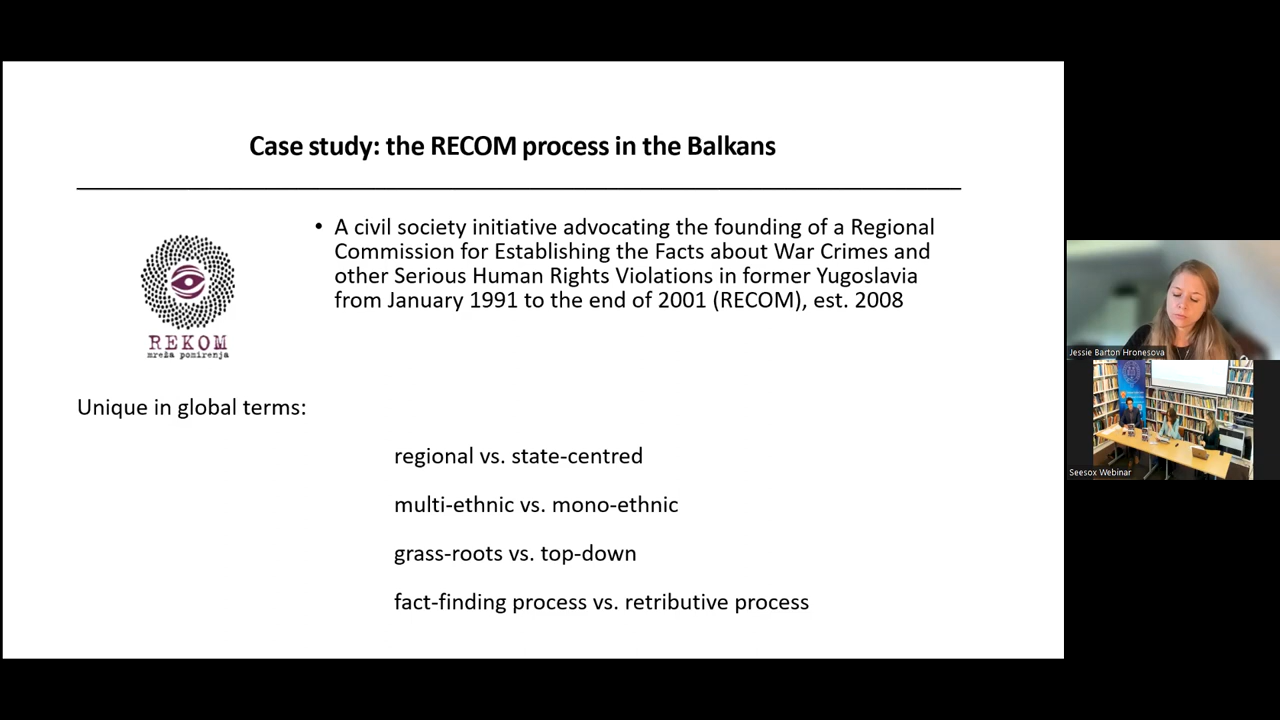 Case study: the RECOM process in the Balkans
• A civil society initiative advocating the founding of a Regional
Commission for Establishing the Facts about War Crimes and
other Serious Human Rights Violations in former Yugoslavia
from January 1991 to the end of 2001 (RECOM), est. 2008
REKOM
mreža pomirenja
Unique in global terms:
regional vs. state-centred
multi-ethnic vs. mono-ethnic
grass-roots vs. top-down
fact-finding process vs. retributive process
Jessie Barton Hronesova
Seesox Webinar